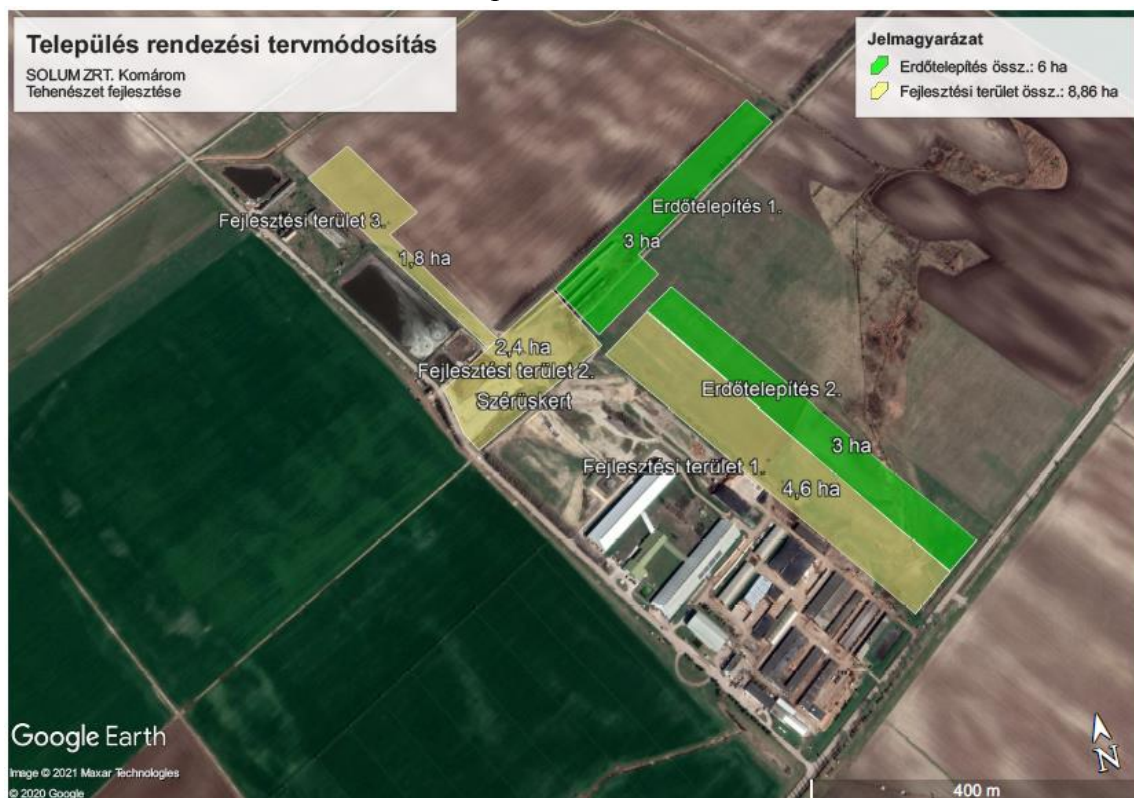 Település rendezési tervmódosítás
SOLUM ZRT. Komárom
Tehenészet fejlesztése
Jelmagyarázat
Erdőtelepítés össz.: 6 ha
Fejlesztési terület össz.: 8,86 ha
Erdőtelepítés 1.
3 ha
Fejlesztési terület 3.
1,8 ha
2,4 ha
Fejlesztési terület 2.
Szérűskert
Erdőtelepítés 2.
3 ha
Fejlesztési terület 1.
4,6 ha
Google Earth
Image © 2021 Maxar Technologies
© 2020 Google
N
400 m